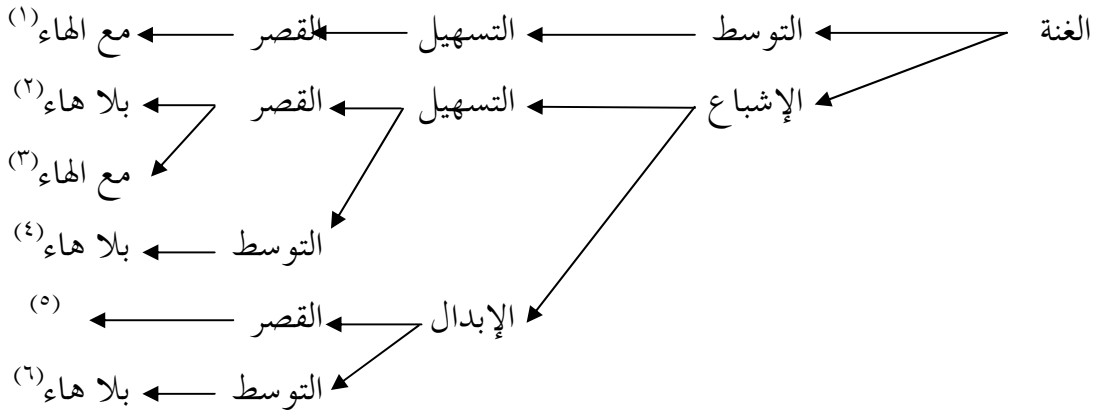 الغنة التوسط التسهيل القصر مع الهاء(١)
الإشباع التسهيل القصر بلا هاء(٢)
مع الهاء(٣)
التوسط بلا هاء(٤)
الإبدال القصر (٥)
التوسط بلا هاء(٦)